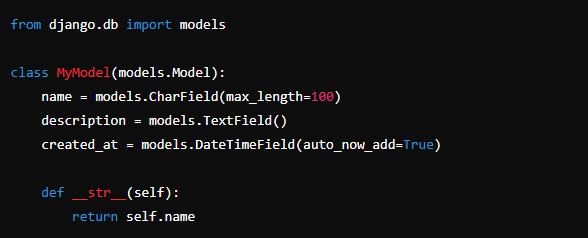 from django.db import models
class MyModel(models.Model):
    name = models.CharField(max_length=100)
    description = models.TextField()
    created_at = models.DateTimeField(auto_now_add=True)
    def __str__(self):
        return self.name